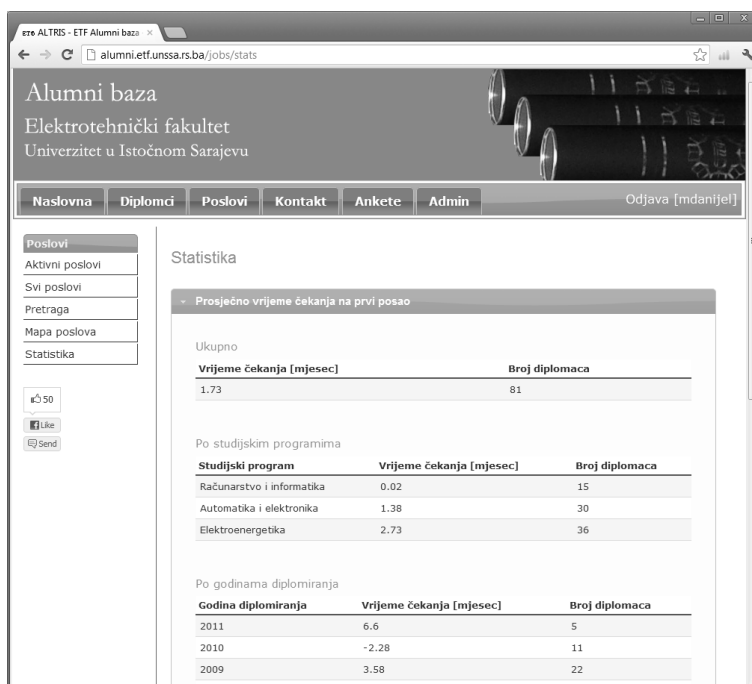 ETF ALTRIS - ETF Alumni baza ×
alumni.etf.unssa.rs.ba/jobs/stats
Alumni baza
Elektrotehnički fakultet
Univerzitet u Istočnom Sarajevu
Naslovna Diplomci Poslovi Kontakt Ankete Admin Odjava [mdanijel]
Poslovi
Aktivni poslovi
Svi poslovi
Pretraga
Mapa poslova
Statistika
50
Like
Send
Statistika
Prosječno vrijeme čekanja na prvi posao
Ukupno
Vrijeme čekanja [mjesec] Broj diplomaca
1.73 81
Po studijskim programima
Studijski program Vrijeme čekanja [mjesec] Broj diplomaca
Računarstvo i informatika 0.02 15
Automatika i elektronika 1.38 30
Elektroenergetika 2.73 36
Po godinama diplomiranja
Godina diplomiranja Vrijeme čekanja [mjesec] Broj diplomaca
2011 6.6 5
2010 -2.28 11
2009 3.58 22